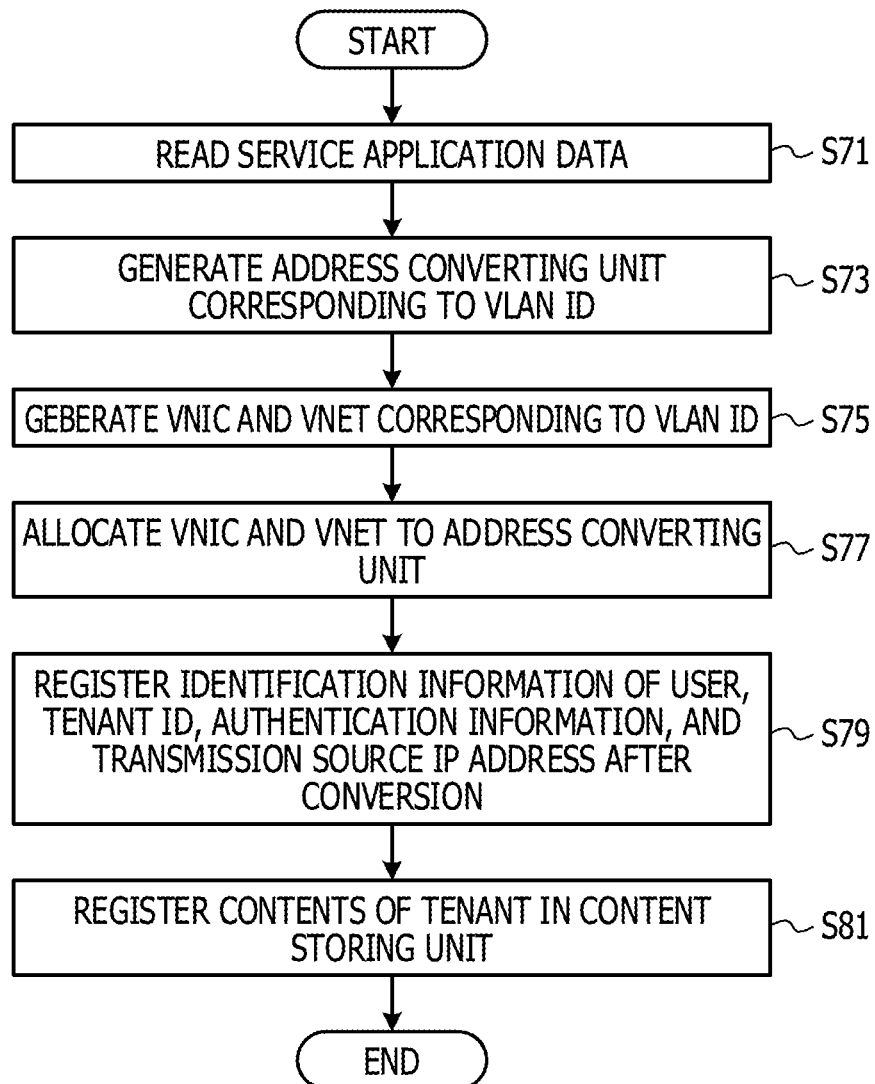 START
READ SERVICE APPLICATION DATA
S71
GENERATE ADDRESS CONVERTING UNIT
CORRESPONDING TO VLAN ID
S73
GEBERATE VNIC AND VNET CORRESPONDING TO VLAN ID
S75
ALLOCATE VNIC AND VNET TO ADDRESS CONVERTING
UNIT
S77
REGISTER IDENTIFICATION INFORMATION OF USER,
TENANT ID, AUTHENTICATION INFORMATION, AND
TRANSMISSION SOURCE IP ADDRESS AFTER
CONVERSION
S79
REGISTER CONTENTS OF TENANT IN CONTENT
STORING UNIT
S81
END